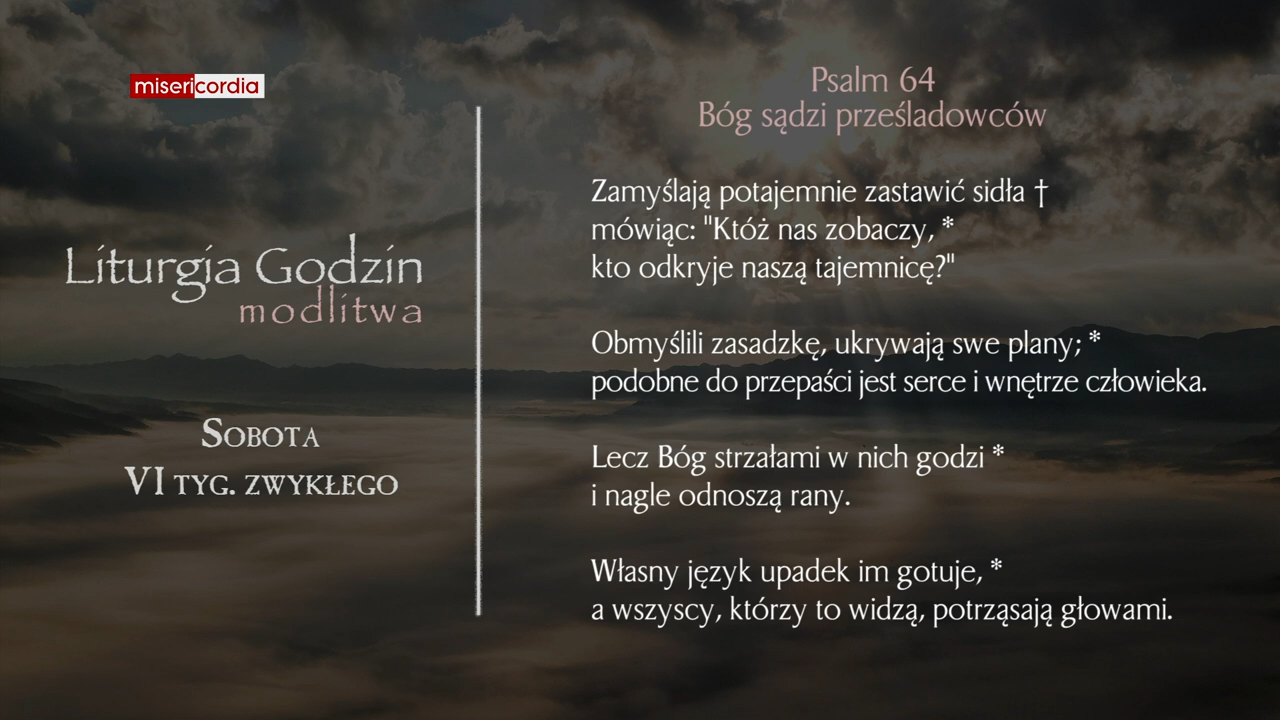 misericordia
Liturgia Godzin
modlitwa
Sobota
VI tyg. zwykłego
Psalm 64
Bóg sądzi prześladowców
Zamyślają potajemnie zastawić sidła †
mówiąc: "Któż nas zobaczy, *
kto odkryje naszą tajemnicę?"
Obmyślili zasadzkę, ukrywają swe plany; *
podobne do przepaści jest serce i wnętrze człowieka.
Lecz Bóg strzałami w nich godzi *
i nagle odnoszą rany.
Własny język upadek im gotuje, *
a wszyscy, którzy to widzą, potrząsają głowami.